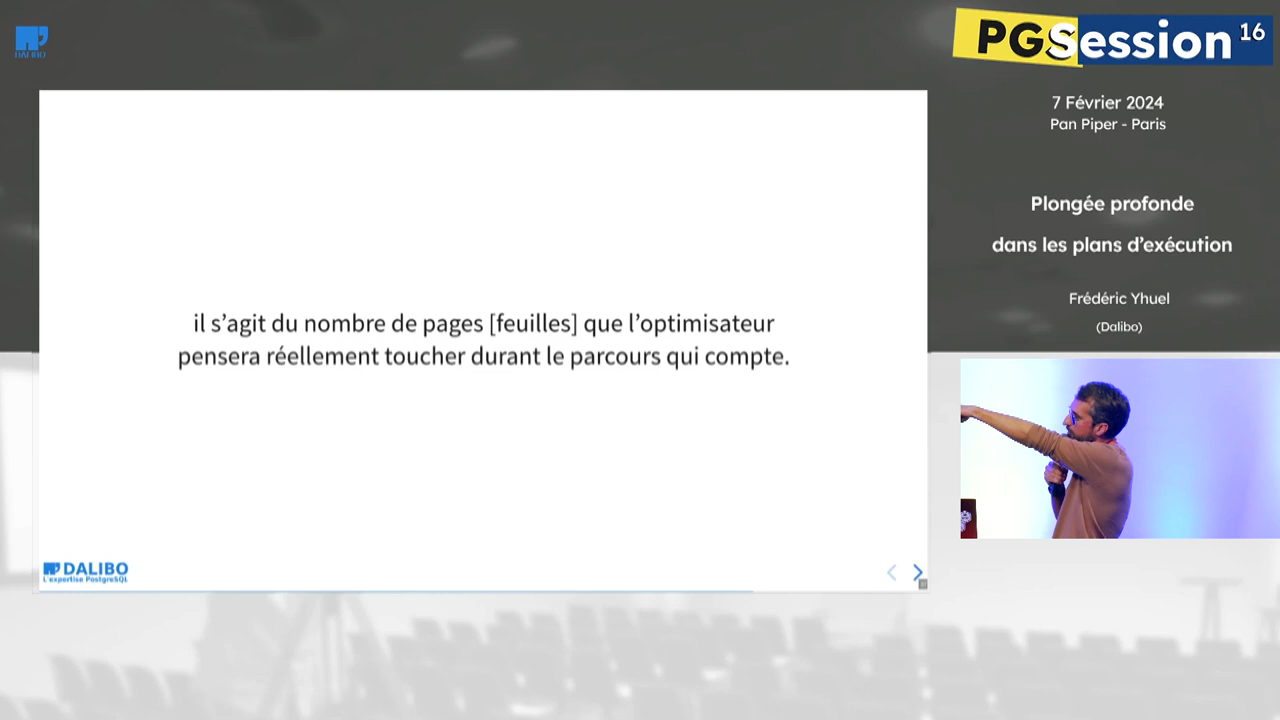 DALIBO
PGSession 16
7 Février 2024
Pan Piper - Paris
Plongée profonde
dans les plans d’exécution
Frédéric Yhuel
(Dalibo)
il s’agit du nombre de pages [feuilles] que l’optimisateur
pensera réellement toucher durant le parcours qui compte.
DALIBO
L'expertise PostgreSQL